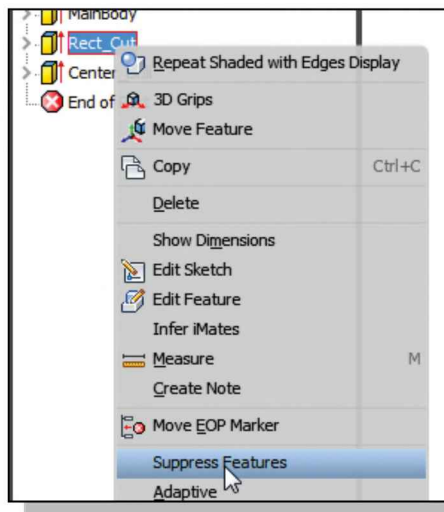 MainBody
Rect_Cut
Repeat Shaded with Edges Display
Center
End of
3D Grips
Move Feature
Copy Ctrl+C
Delete
Show Dimensions
Edit Sketch
Edit Feature
Infer iMates
Measure M
Create Note
Move EOP Marker
Suppress Features
Adaptive